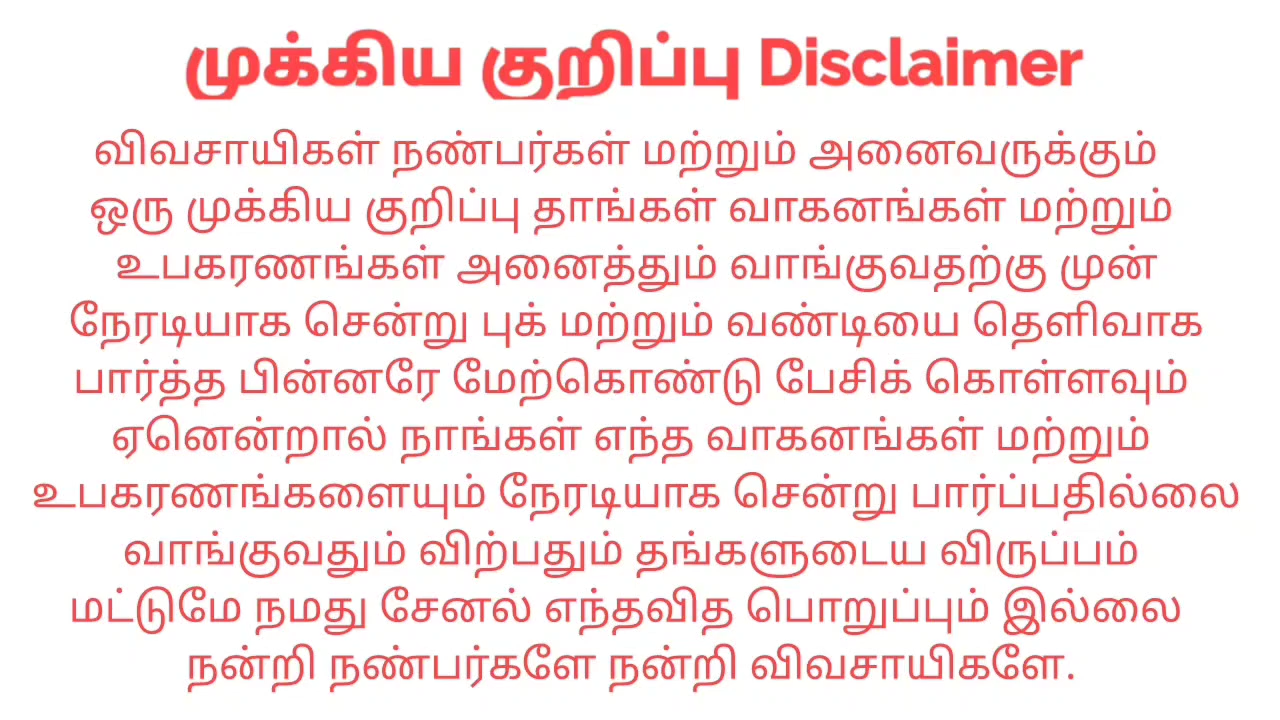 முக்கிய குறிப்பு Disclaimer
விவசாயிகள் நண்பர்கள் மற்றும் அனைவருக்கும்
ஒரு முக்கிய குறிப்பு தாங்கள் வாகனங்கள் மற்றும்
உபகரணங்கள் அனைத்தும் வாங்குவதற்கு முன்
நேரடியாக சென்று புக் மற்றும் வண்டியை தெளிவாக
பார்த்த பின்னரே மேற்கொண்டு பேசிக் கொள்ளவும்
ஏனென்றால் நாங்கள் எந்த வாகனங்கள் மற்றும்
உபகரணங்களையும் நேரடியாக சென்று பார்ப்பதில்லை
வாங்குவதும் விற்பதும் தங்களுடைய விருப்பம்
மட்டுமே நமது சேனல் எந்தவித பொறுப்பும் இல்லை
நன்றி நண்பர்களே நன்றி விவசாயிகளே.